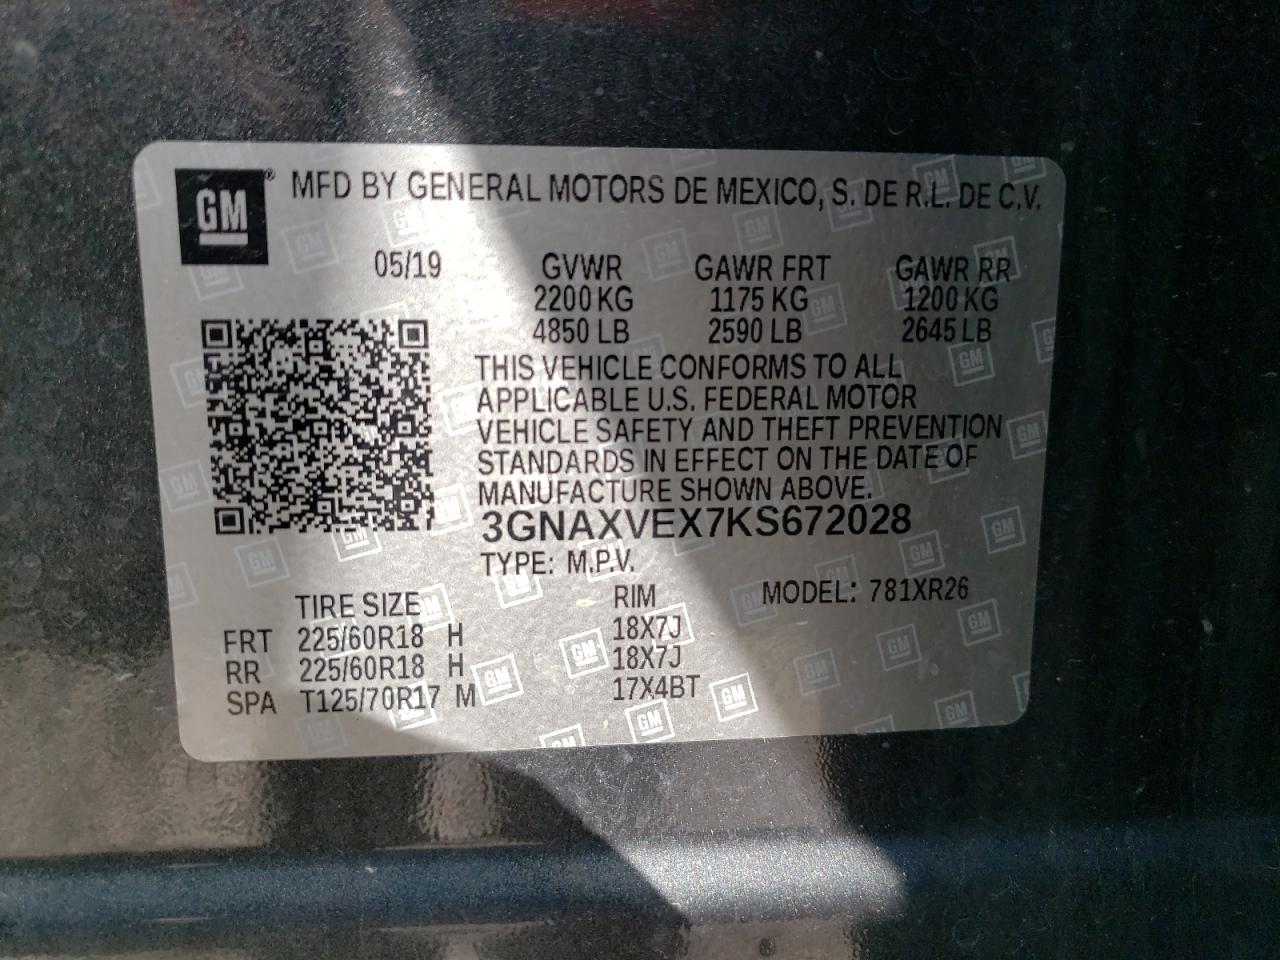 GM ® MFD BY GENERAL MOTORS DE MEXICO, S. DE R.L. DE C.V.
05/19 GVWR GAWR FRT GAWR RR
2200 KG 1175 KG 1200 KG
4850 LB 2590 LB 2645 LB
THIS VEHICLE CONFORMS TO ALL
APPLICABLE U.S. FEDERAL MOTOR
VEHICLE SAFETY AND THEFT PREVENTION
STANDARDS IN EFFECT ON THE DATE OF
MANUFACTURE SHOWN ABOVE.
3GNAXVEX7KS672028
TYPE: M.P.V.
TIRE SIZE RIM MODEL: 781XR26
FRT 225/60R18 H 18X7J
RR 225/60R18 H 18X7J
SPA T125/70R17 M 17X4BT